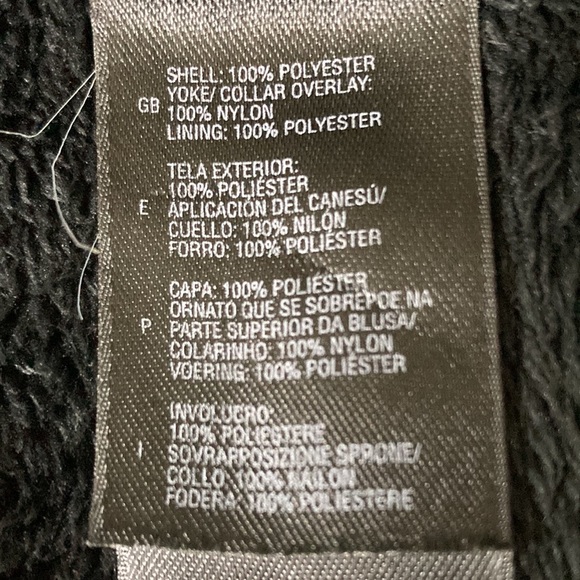 SHELL: 100% POLYESTER
YOKE/ COLLAR OVERLAY:
GB 100% NYLON
LINING: 100% POLYESTER
TELA EXTERIOR:
100% POLIÉSTER
E APLICACIÓN DEL CANESÚ/
CUELLO: 100% NILÓN
FORRO: 100% POLIÉSTER
CAPA: 100% POLIÉSTER
ORNATO QUE SE SOBRÉPOE NA
P PARTE SUPERIOR DA BLUSA/
COLARINHO: 100% NYLON
VOERING: 100% POLIÉSTER
INVOLUCRO:
100% POLIESTERE
I SOVRAPPOSIZIONE SPRONE/
COLLO: 100% NAILON
FODERA: 100% POLIESTERE